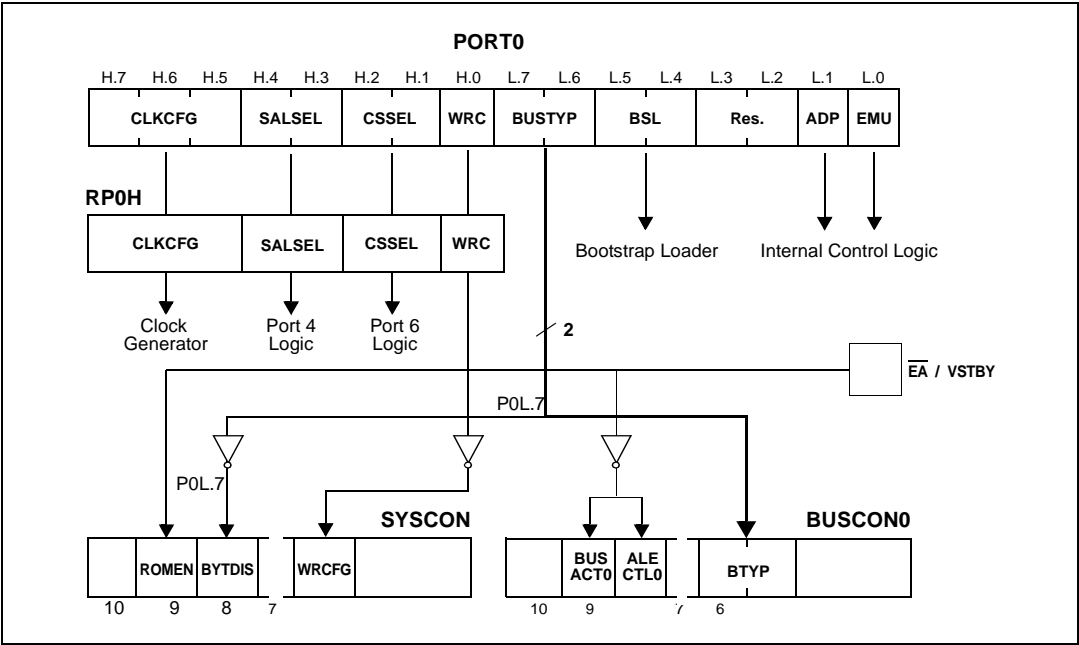 PORT0
H.7 H.6 H.5 H.4 H.3 H.2 H.1 H.0 L.7 L.6 L.5 L.4 L.3 L.2 L.1 L.0
CLKCFG SALSEL CSSEL WRC BUSTYP BSL Res. ADP EMU
RP0H
CLKCFG SALSEL CSSEL WRC
Bootstrap Loader Internal Control Logic
Clock Generator
Port 4 Logic
Port 6 Logic
2
EA / VSTBY
P0L.7
P0L.7
SYSCON BUSCON0
ROMEN BYTDIS WRCFG
BUS ACT0
ALE CTL0
BTYP
10 9 8 7 10 9 7 6